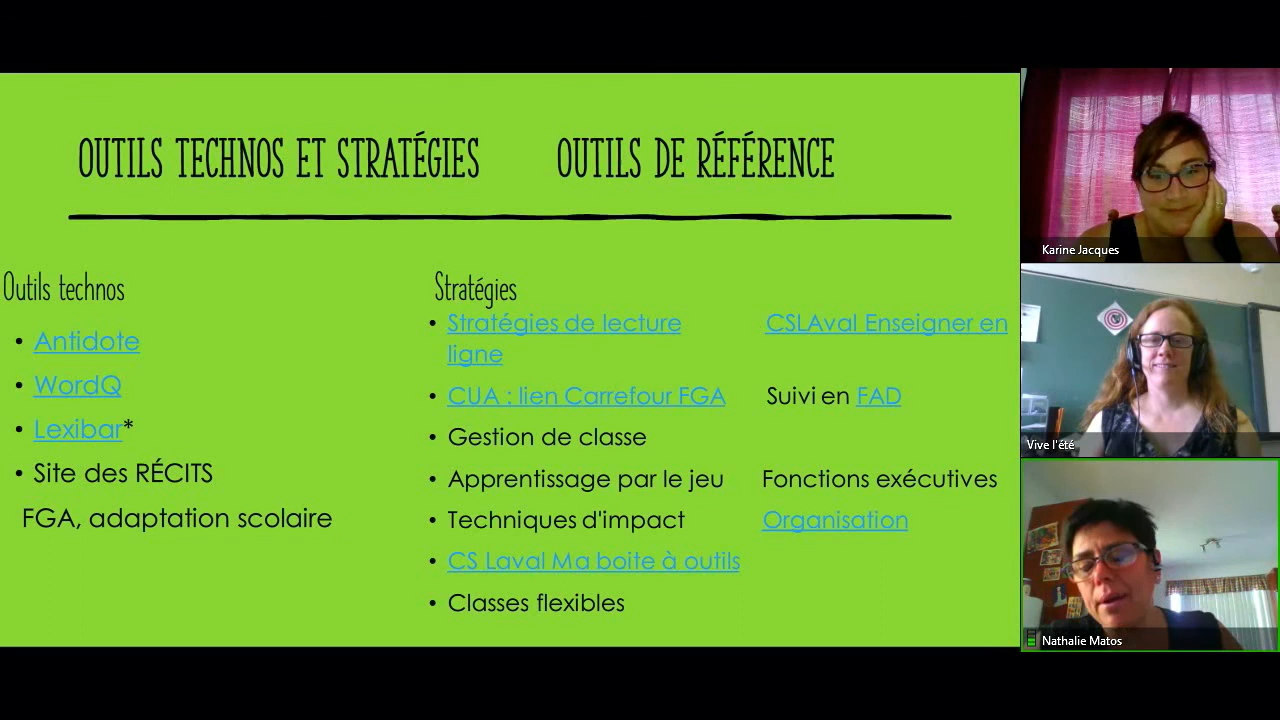 OUTILS TECHNOS ET STRATÉGIES OUTILS DE RÉFÉRENCE
Outils technos
• Antidote
• WordQ
• Lexibar*
• Site des RÉCITS
FGA, adaptation scolaire
Stratégies
• Stratégies de lecture CSLAval Enseigner en
ligne
• CUA : lien Carrefour FGA Suivi en FAD
• Gestion de classe
• Apprentissage par le jeu Fonctions exécutives
• Techniques d'impact Organisation
• CS Laval Ma boite à outils
• Classes flexibles
Karine Jacques
Vive l'été
Nathalie Matos